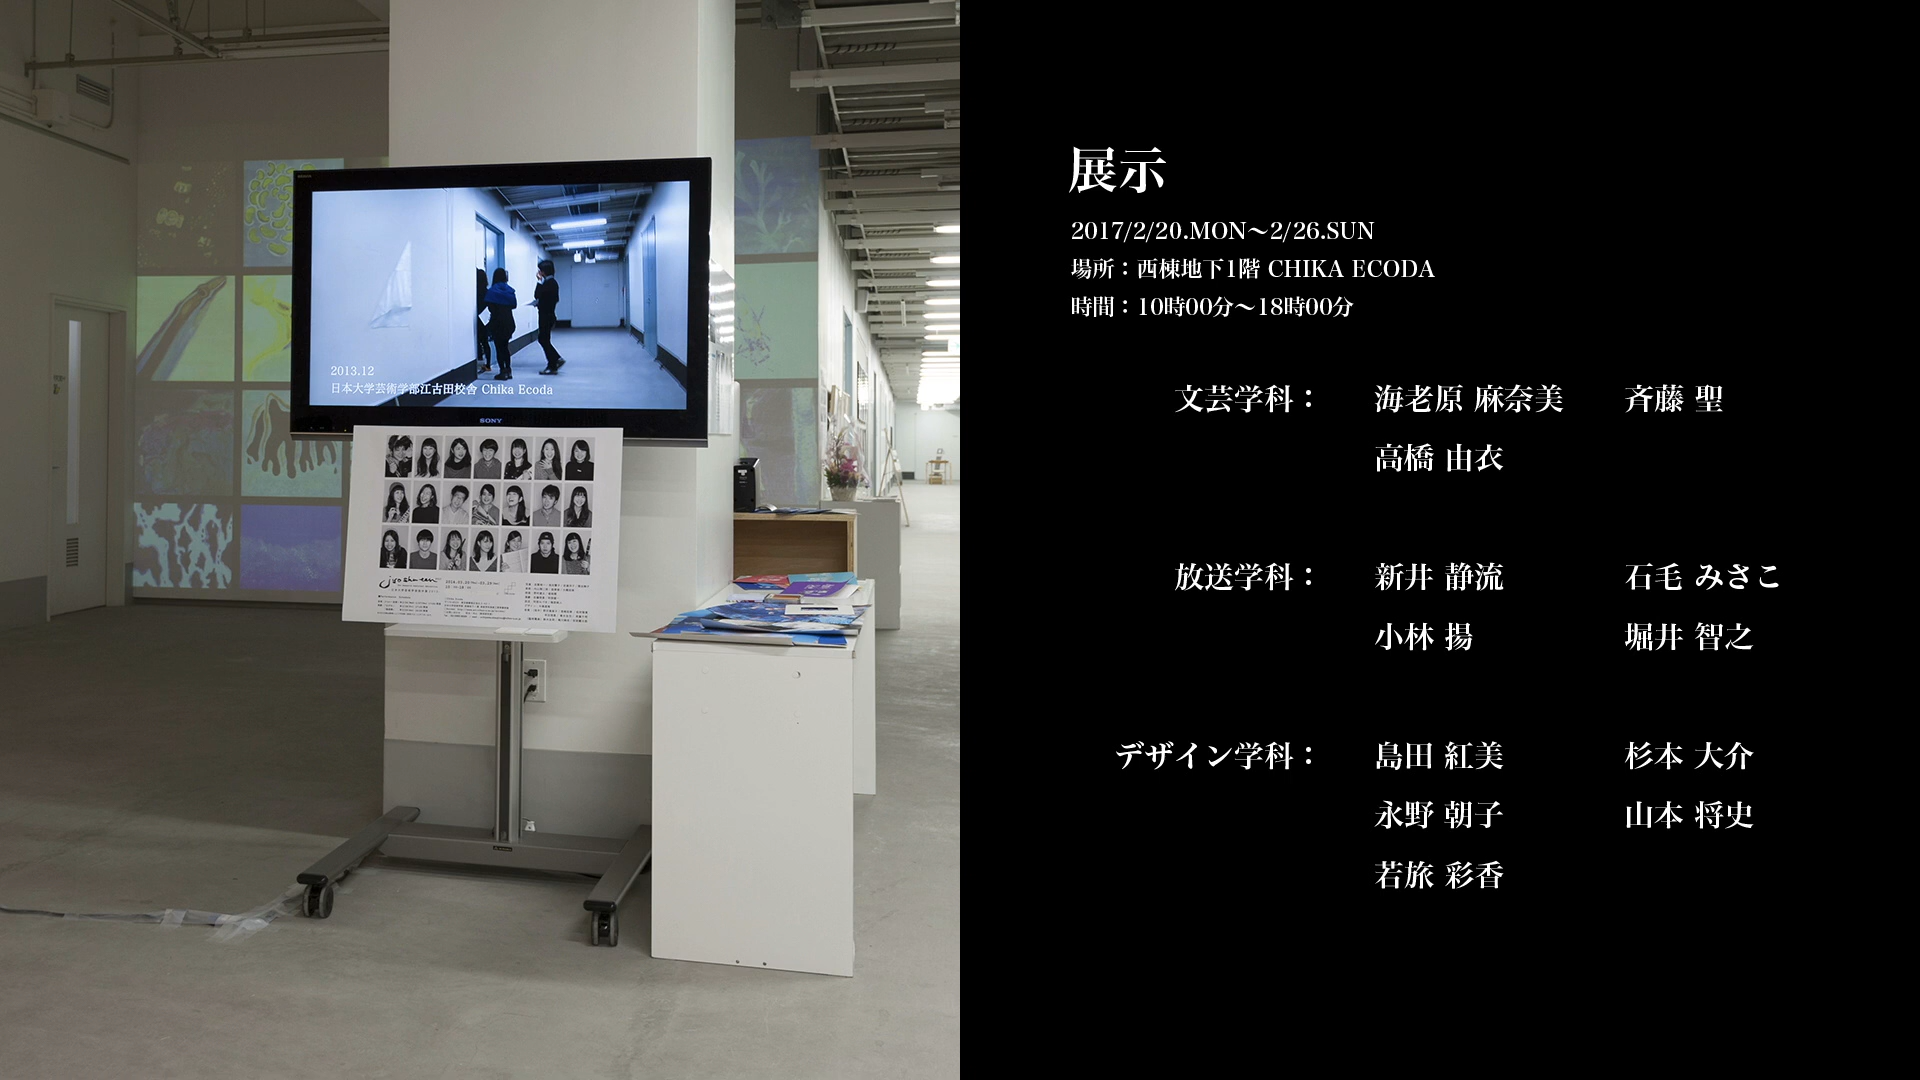 2013.12
日本大学芸術学部江古田校舎 Chika Ecoda
SONY
展示
2017/2/20.MON～2/26.SUN
場所：西棟地下1階 CHIKA ECODA
時間：10時00分～18時00分
文芸学科： 海老原 麻奈美 斉藤 聖
高橋 由衣
放送学科： 新井 静流 石毛 みさこ
小林 揚 堀井 智之
デザイン学科： 島田 紅美 杉本 大介
永野 朝子 山本 将史
若旅 彩香